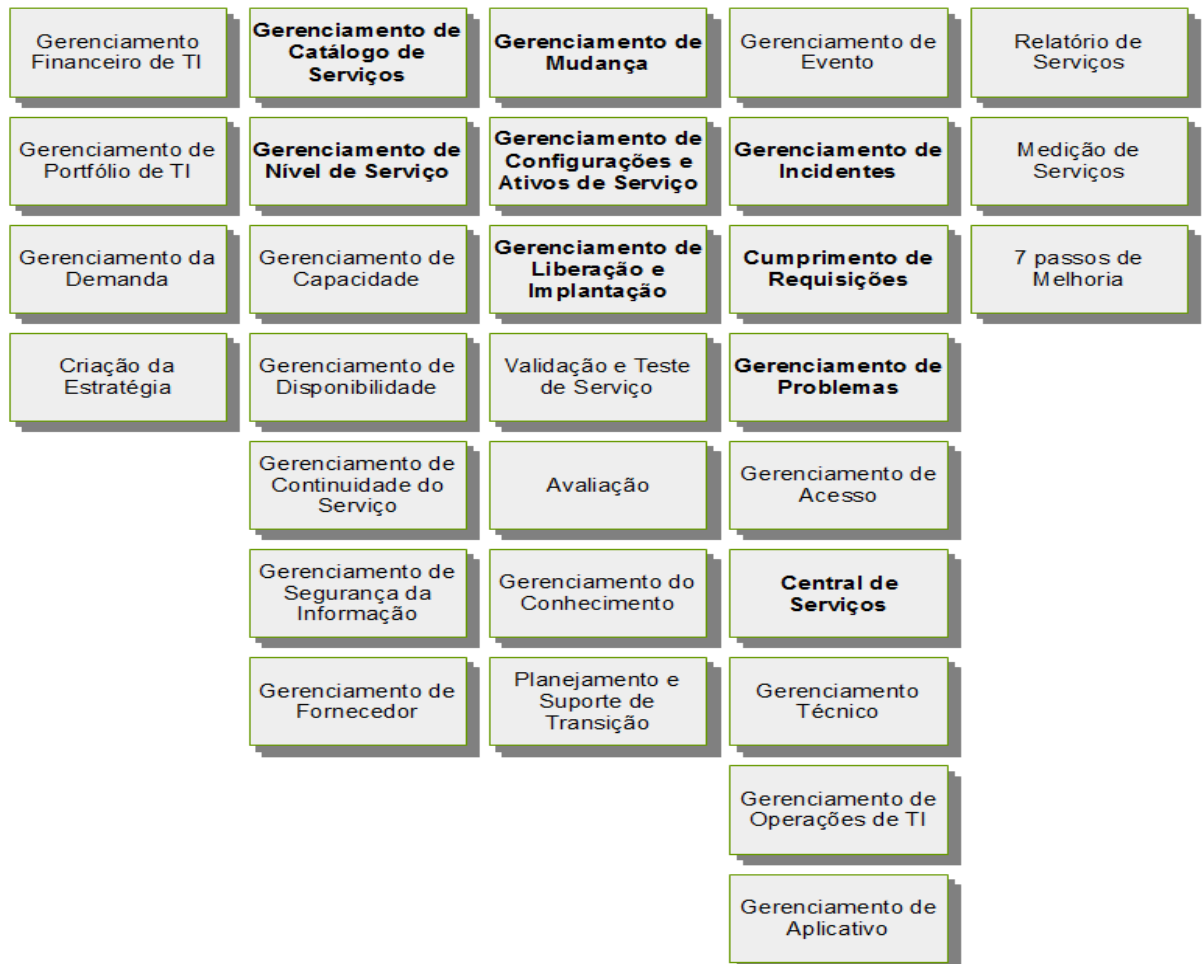 Gerenciamento
Financeiro de TI
Gerenciamento de
Catálogo de
Serviços
Gerenciamento de
Mudança
Gerenciamento de
Evento
Relatório de
Serviços
Gerenciamento de
Portfólio de TI
Gerenciamento de
Nível de Serviço
Gerenciamento de
Configurações e
Ativos de Serviço
Gerenciamento de
Incidentes
Medição de
Serviços
Gerenciamento da
Demanda
Gerenciamento de
Capacidade
Gerenciamento de
Liberação e
Implantação
Cumprimento de
Requisições
7 passos de
Melhoria
Criação da
Estratégia
Gerenciamento de
Disponibilidade
Validação e Teste
de Serviço
Gerenciamento de
Problemas
Gerenciamento de
Continuidade do
Serviço
Avaliação
Gerenciamento de
Acesso
Gerenciamento de
Segurança da
Informação
Gerenciamento do
Conhecimento
Central de
Serviços
Gerenciamento de
Fornecedor
Planejamento e
Suporte de
Transição
Gerenciamento
Técnico
Gerenciamento de
Operações de TI
Gerenciamento de
Aplicativo